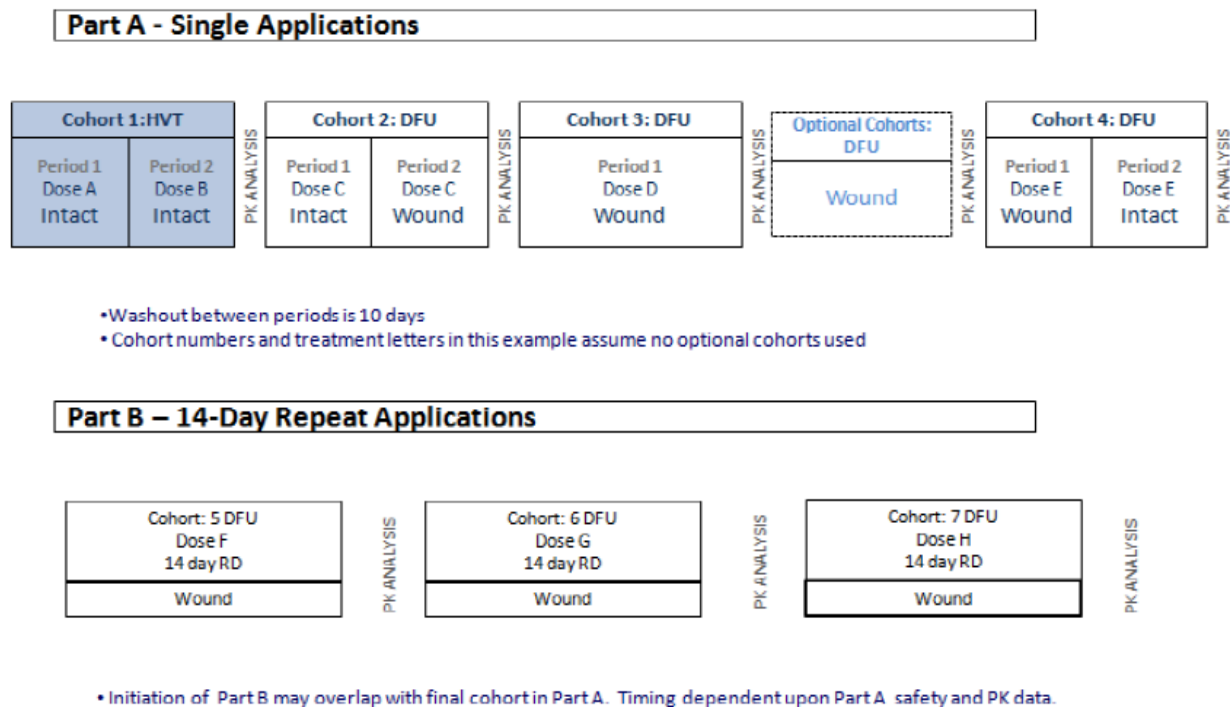 Part A - Single Applications
Cohort 1:HVT
Period 1
Dose A
Intact
Period 2
Dose B
Intact
PK ANALYSIS
Cohort 2: DFU
Period 1
Dose C
Intact
Period 2
Dose C
Wound
PK ANALYSIS
Cohort 3: DFU
Period 1
Dose D
Wound
PK ANALYSIS
Optional Cohorts:
DFU
Wound
PK ANALYSIS
Cohort 4: DFU
Period 1
Dose E
Wound
Period 2
Dose E
Intact
PK ANALYSIS
•Washout between periods is 10 days
• Cohort numbers and treatment letters in this example assume no optional cohorts used
Part B – 14-Day Repeat Applications
Cohort: 5 DFU
Dose F
14 day RD
Wound
PK ANALYSIS
Cohort: 6 DFU
Dose G
14 day RD
Wound
PK ANALYSIS
Cohort: 7 DFU
Dose H
14 day RD
Wound
PK ANALYSIS
• Initiation of Part B may overlap with final cohort in Part A. Timing dependent upon Part A safety and PK data.